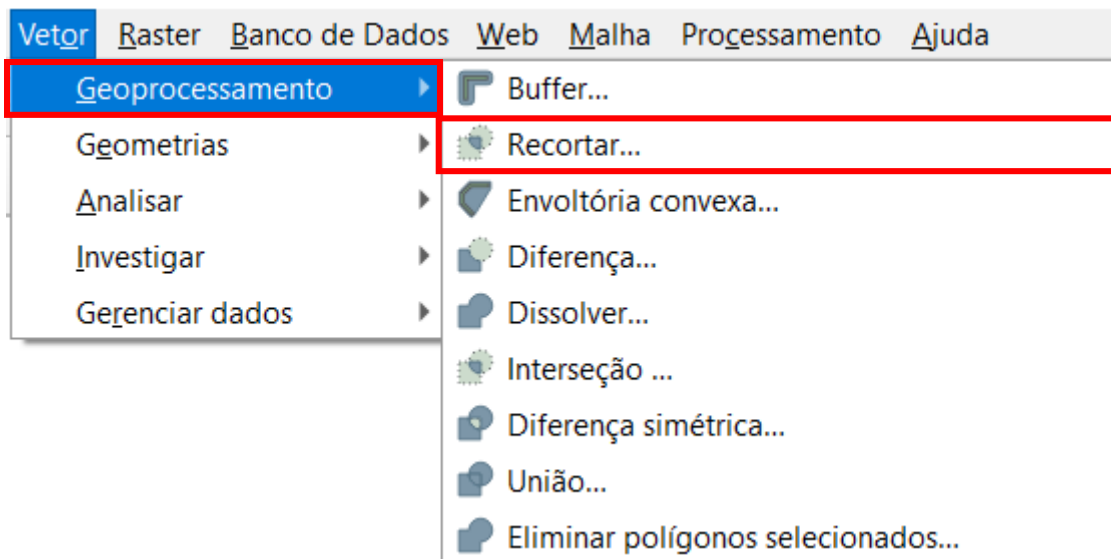 Vetor Raster Banco de Dados Web Malha Processamento Ajuda
Geoprocessamento
Geometrias
Analisar
Investigar
Gerenciar dados
Buffer...
Recortar...
Envoltória convexa...
Diferença...
Dissolver...
Interseção ...
Diferença simétrica...
União...
Eliminar polígonos selecionados...